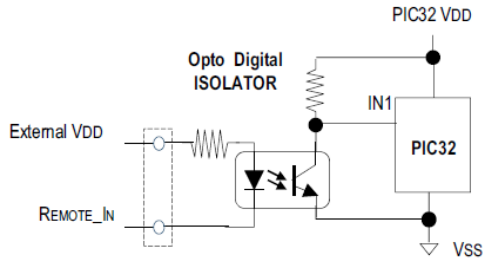 PIC32 VDD
Opto Digital
ISOLATOR
IN1
External VDD
PIC32
REMOTE_IN
VSS